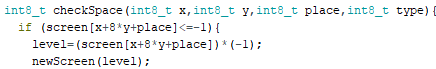 int8_t checkSpace(int8_t x,int8_t y,int8_t place,int8_t type){
if (screen[x+8*y+place]<=-1){
level=(screen[x+8*y+place])*(-1);
newScreen(level);